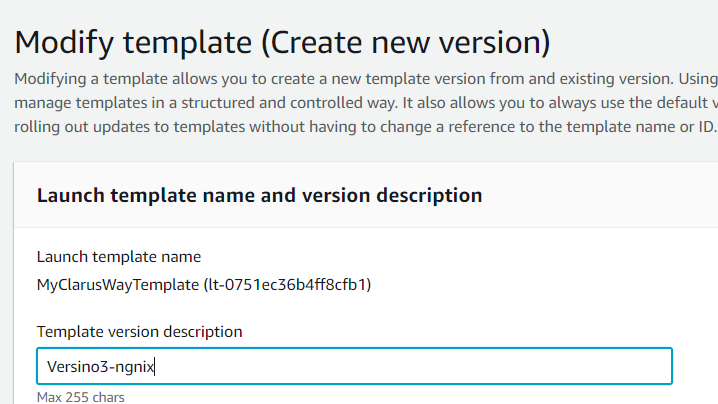 Modify template (Create new version)
Modifying a template allows you to create a new template version from and existing version. Using
manage templates in a structured and controlled way. It also allows you to always use the default v
rolling out updates to templates without having to change a reference to the template name or ID.
Launch template name and version description
Launch template name
MyClarusWayTemplate (lt-0751ec36b4ff8cfb1)
Template version description
Versino3-ngnix
Max 255 chars